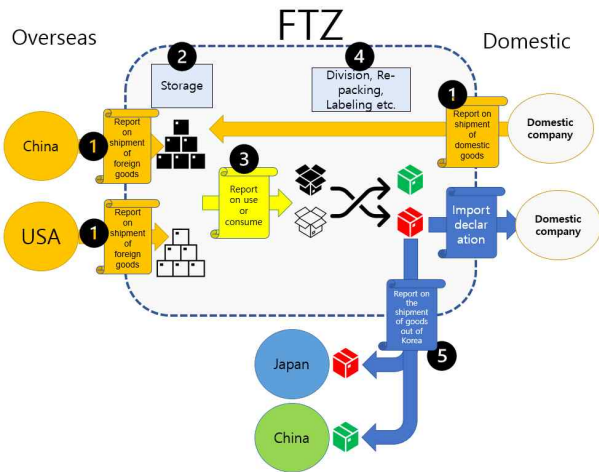 FTZ
Overseas
Domestic
2
Storage
4
Division, Re-
packing,
Labeling etc.
China
1
Report
on
shipment
of
foreign
goods
1
Report on
shipment
of
domestic
goods
Domestic
company
USA
1
Report
on
shipment
of
foreign
goods
3
Report
on use
or
consume
Import
declar
ation
Domestic
company
Report on
the
shipment
of goods
out of
Korea
5
Japan
China